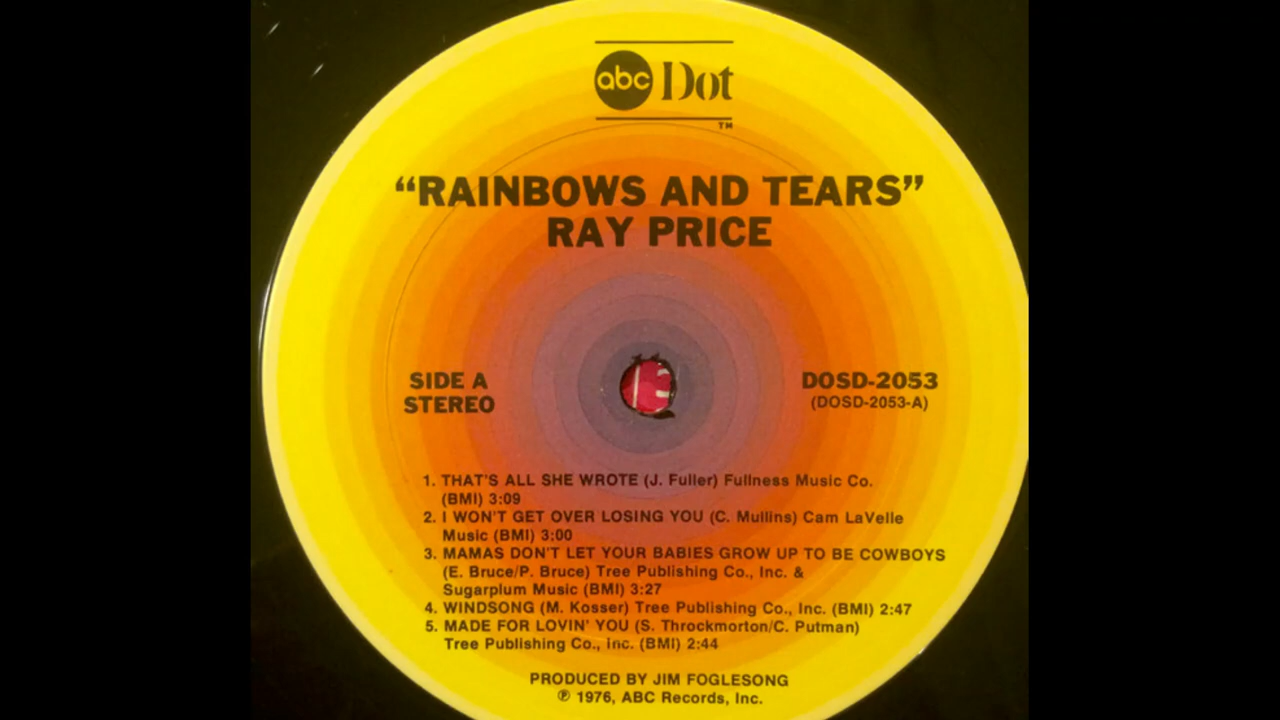 abc Dot
TM
“RAINBOWS AND TEARS”
RAY PRICE
SIDE A
STEREO
DOSD-2053
(DOSD-2053-A)
1. THAT'S ALL SHE WROTE (J. Fuller) Fullness Music Co.
(BMI) 3:09
2. I WON'T GET OVER LOSING YOU (C. Mullins) Cam LaVelle
Music (BMI) 3:00
3. MAMAS DON'T LET YOUR BABIES GROW UP TO BE COWBOYS
(E. Bruce/P. Bruce) Tree Publishing Co., Inc. &
Sugarplum Music (BMI) 3:27
4. WINDSONG (M. Kosser) Tree Publishing Co., Inc. (BMI) 2:47
5. MADE FOR LOVIN' YOU (S. Throckmorton/C. Putman)
Tree Publishing Co., Inc. (BMI) 2:44
PRODUCED BY JIM FOGLESONG
℗ 1976, ABC Records, Inc.